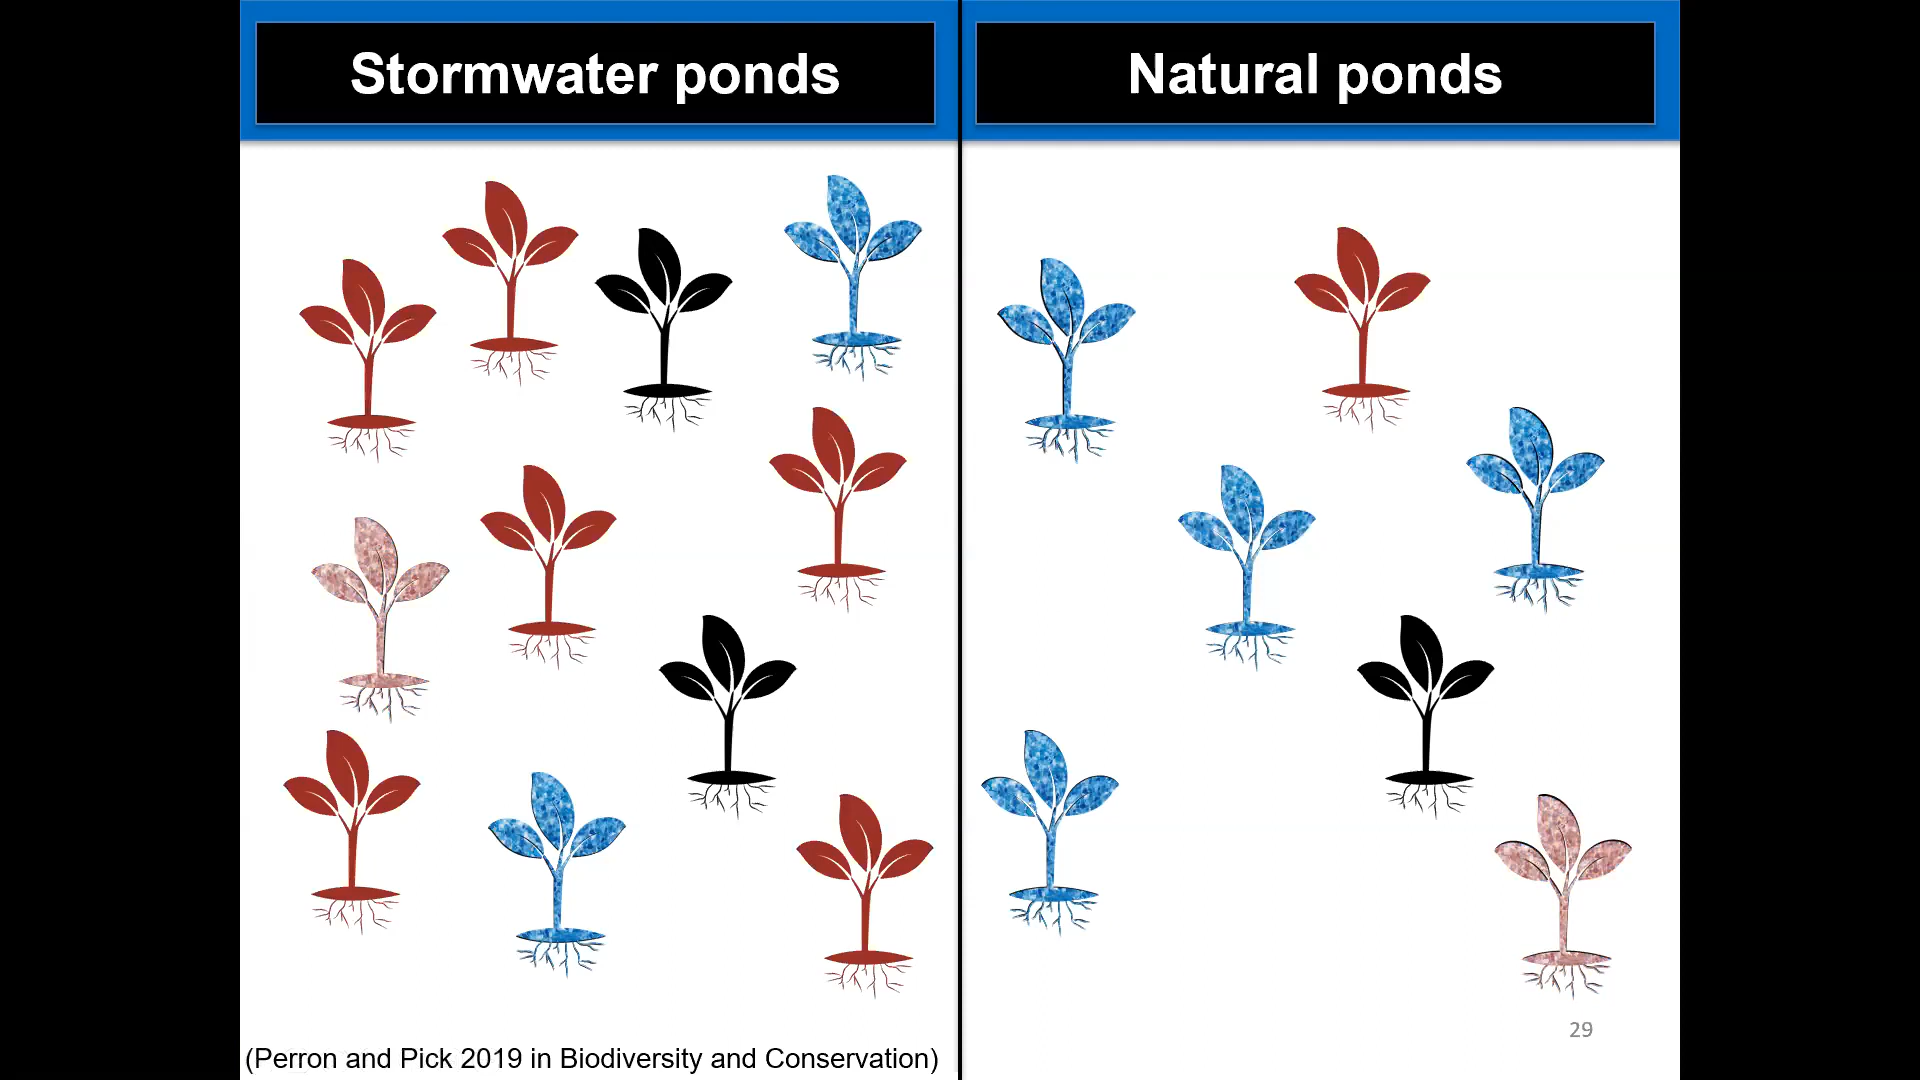 Stormwater ponds
Natural ponds
29
(Perron and Pick 2019 in Biodiversity and Conservation)